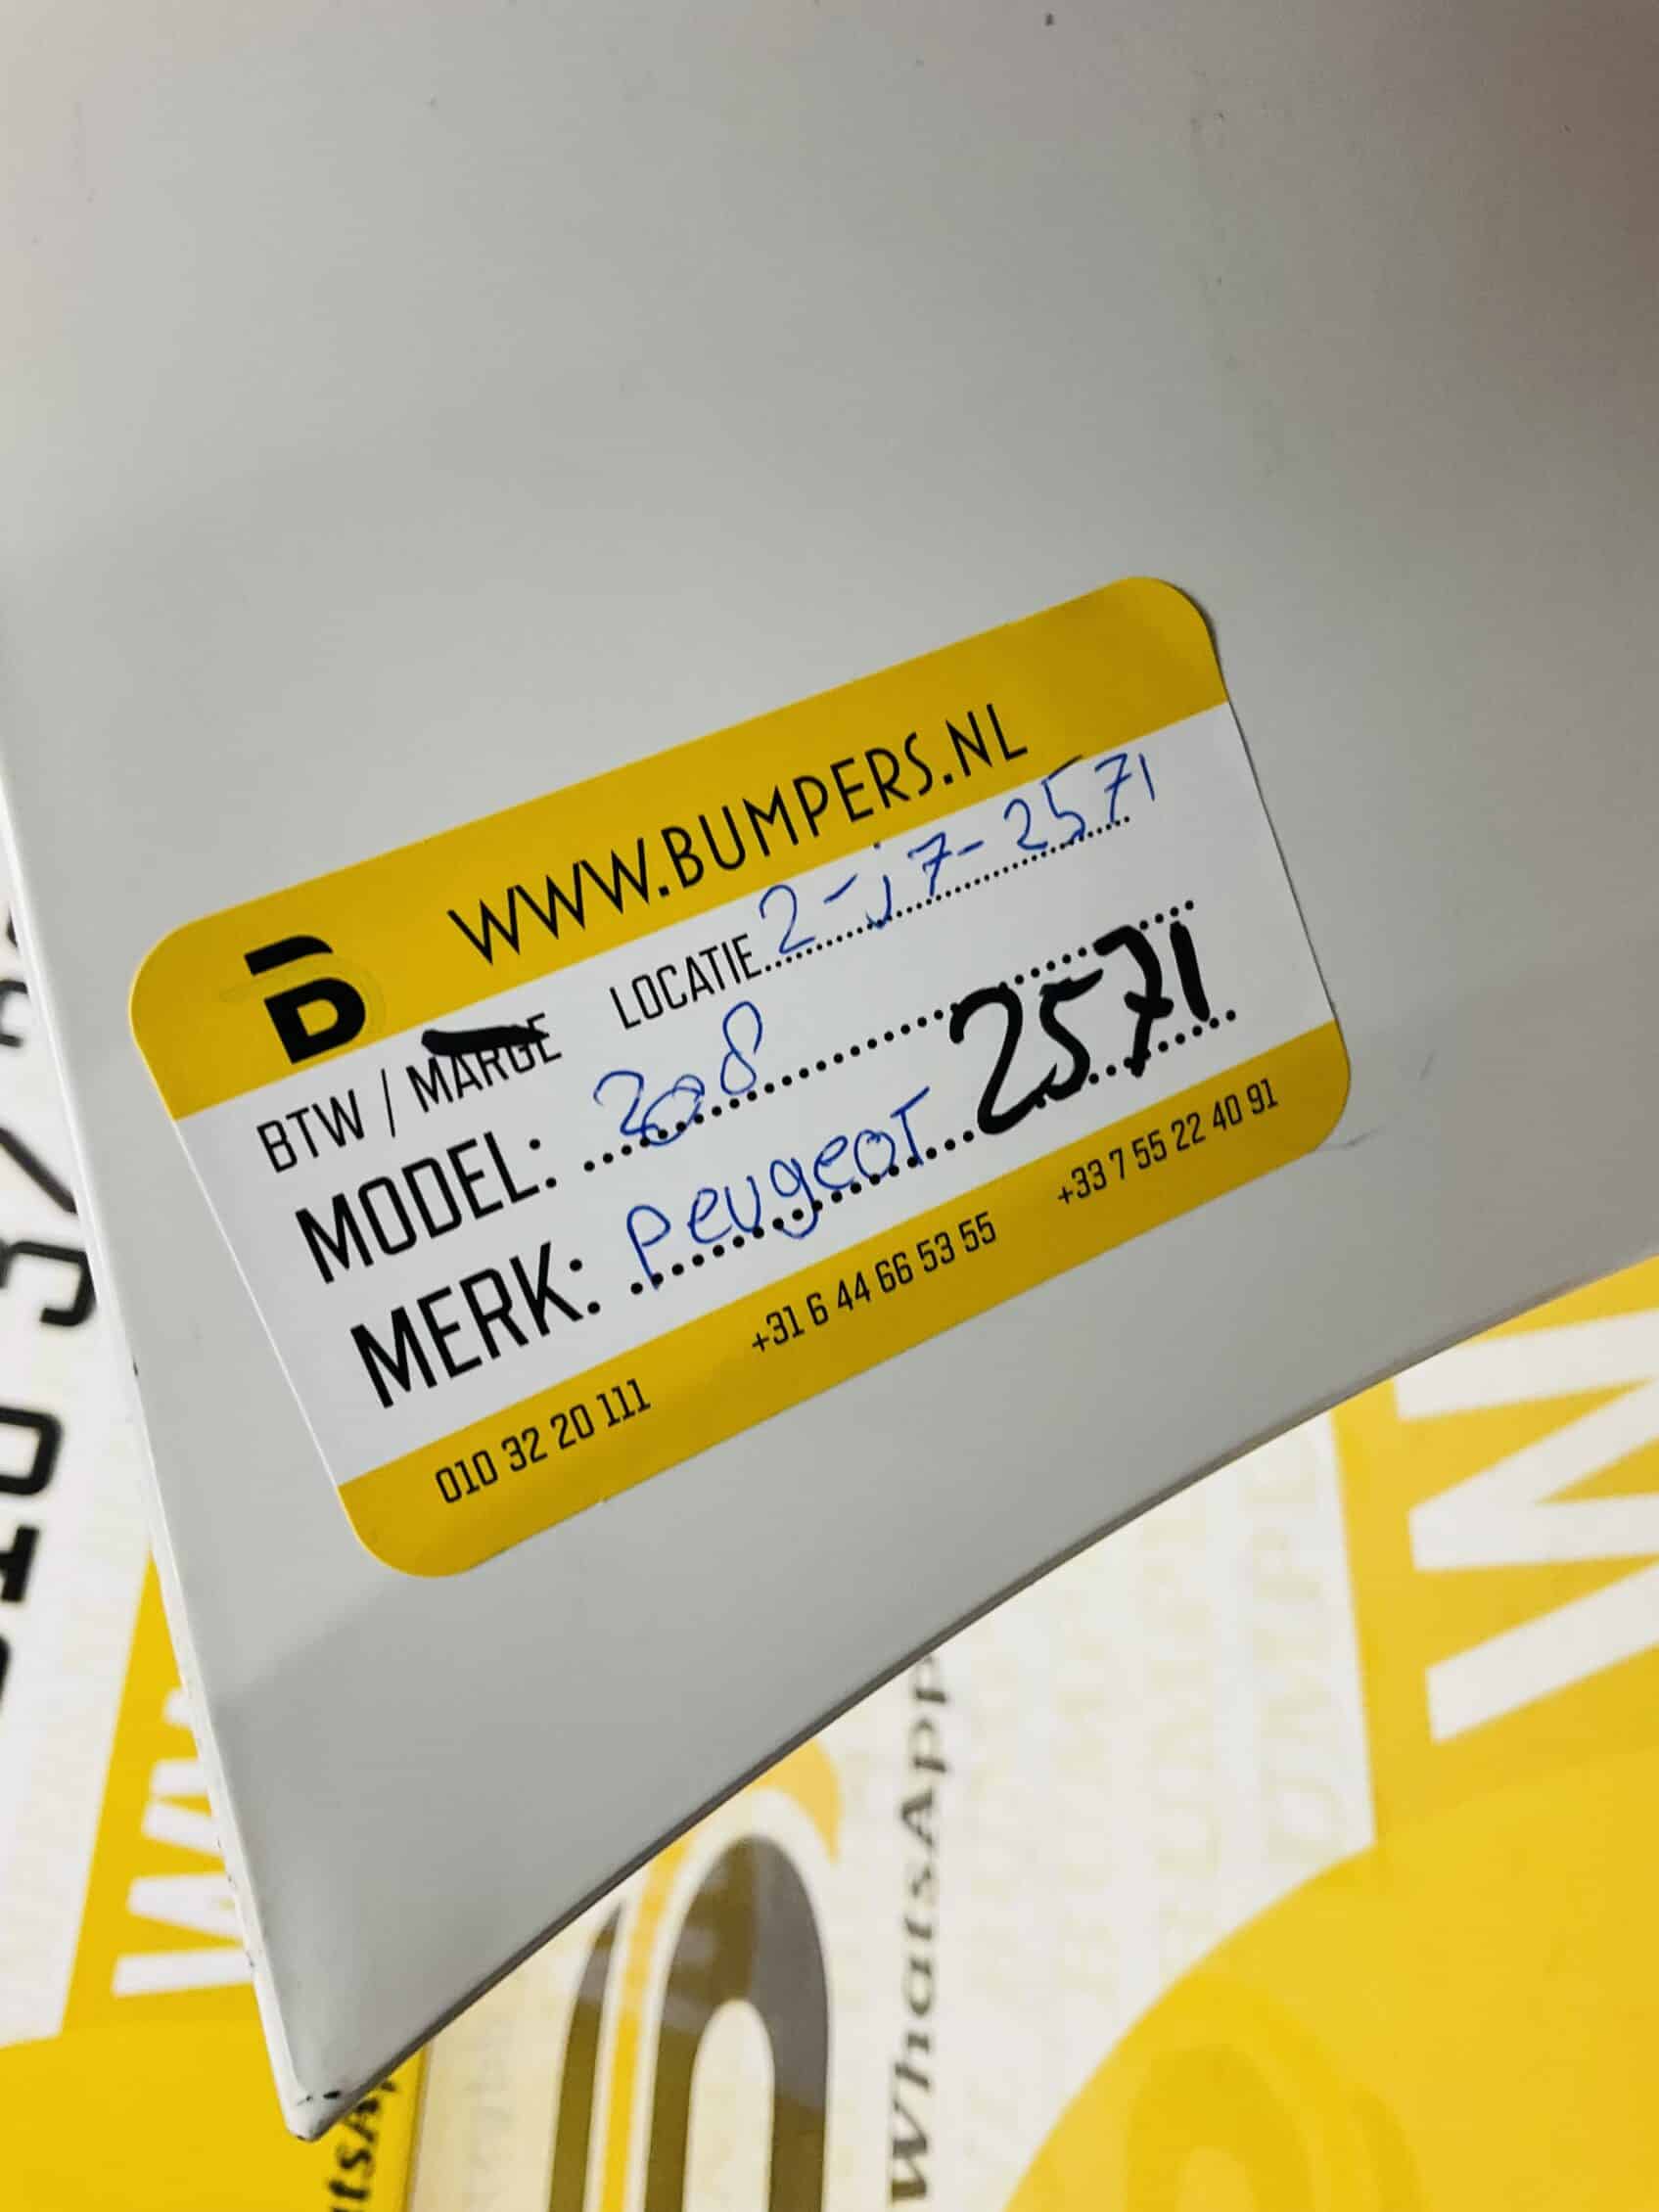 WWW.BUMPERS.NL
BTW / MARGE LOCATIE 2-j7-2571
MODEL: 208
MERK: peugeot 2571
010 32 20 111 +31 6 44 66 53 55 +33 7 55 22 40 91
WhatsApp